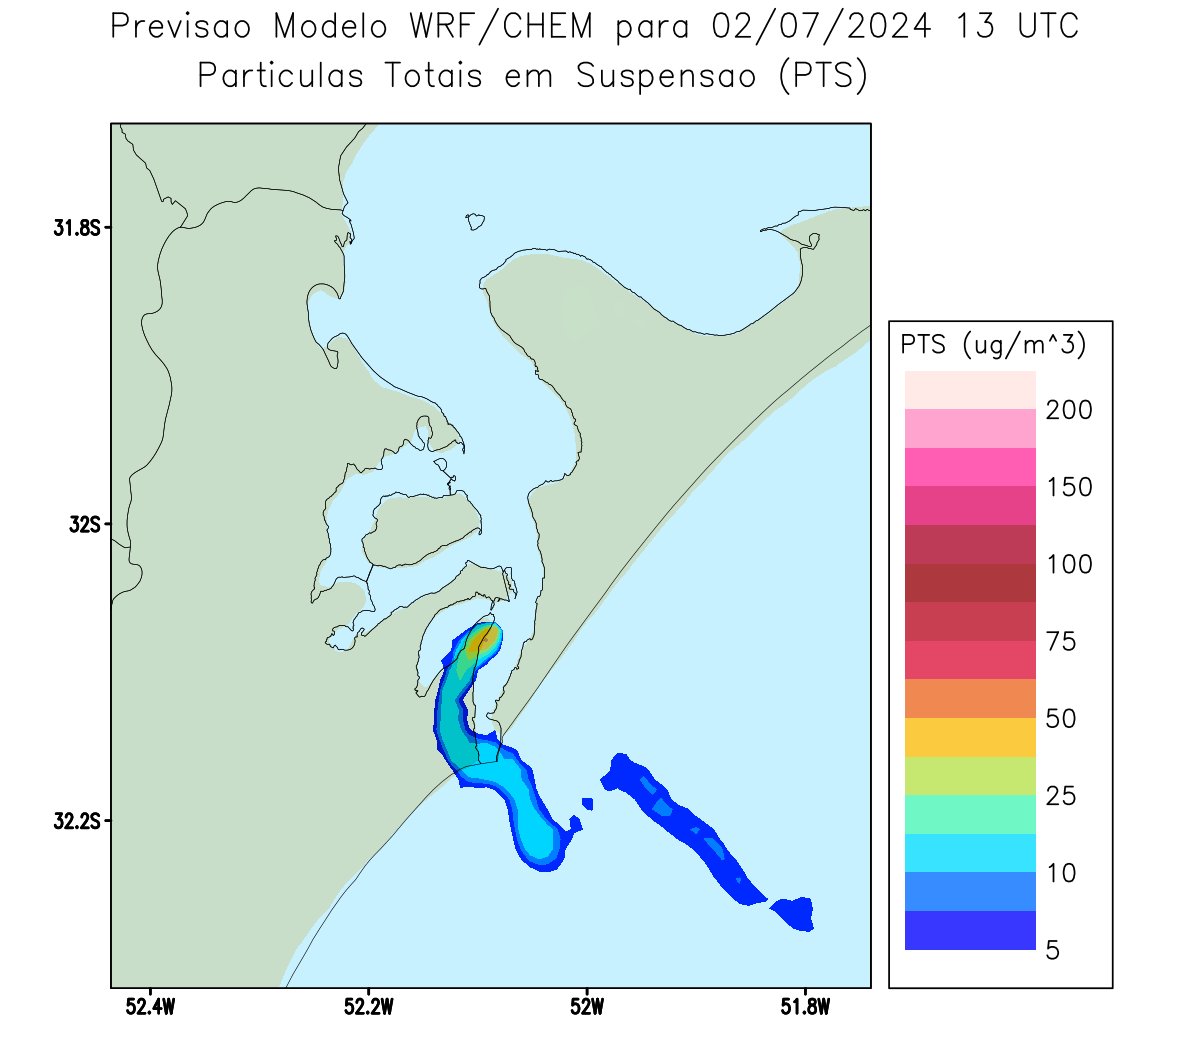 Previsao Modelo WRF/CHEM para 02/07/2024 13 UTC
Particulas Totais em Suspensao (PTS)
31.8S
32S
32.2S
52.4W
52.2W
52W
51.8W
PTS (ug/m^3)
200
150
100
75
50
25
10
5